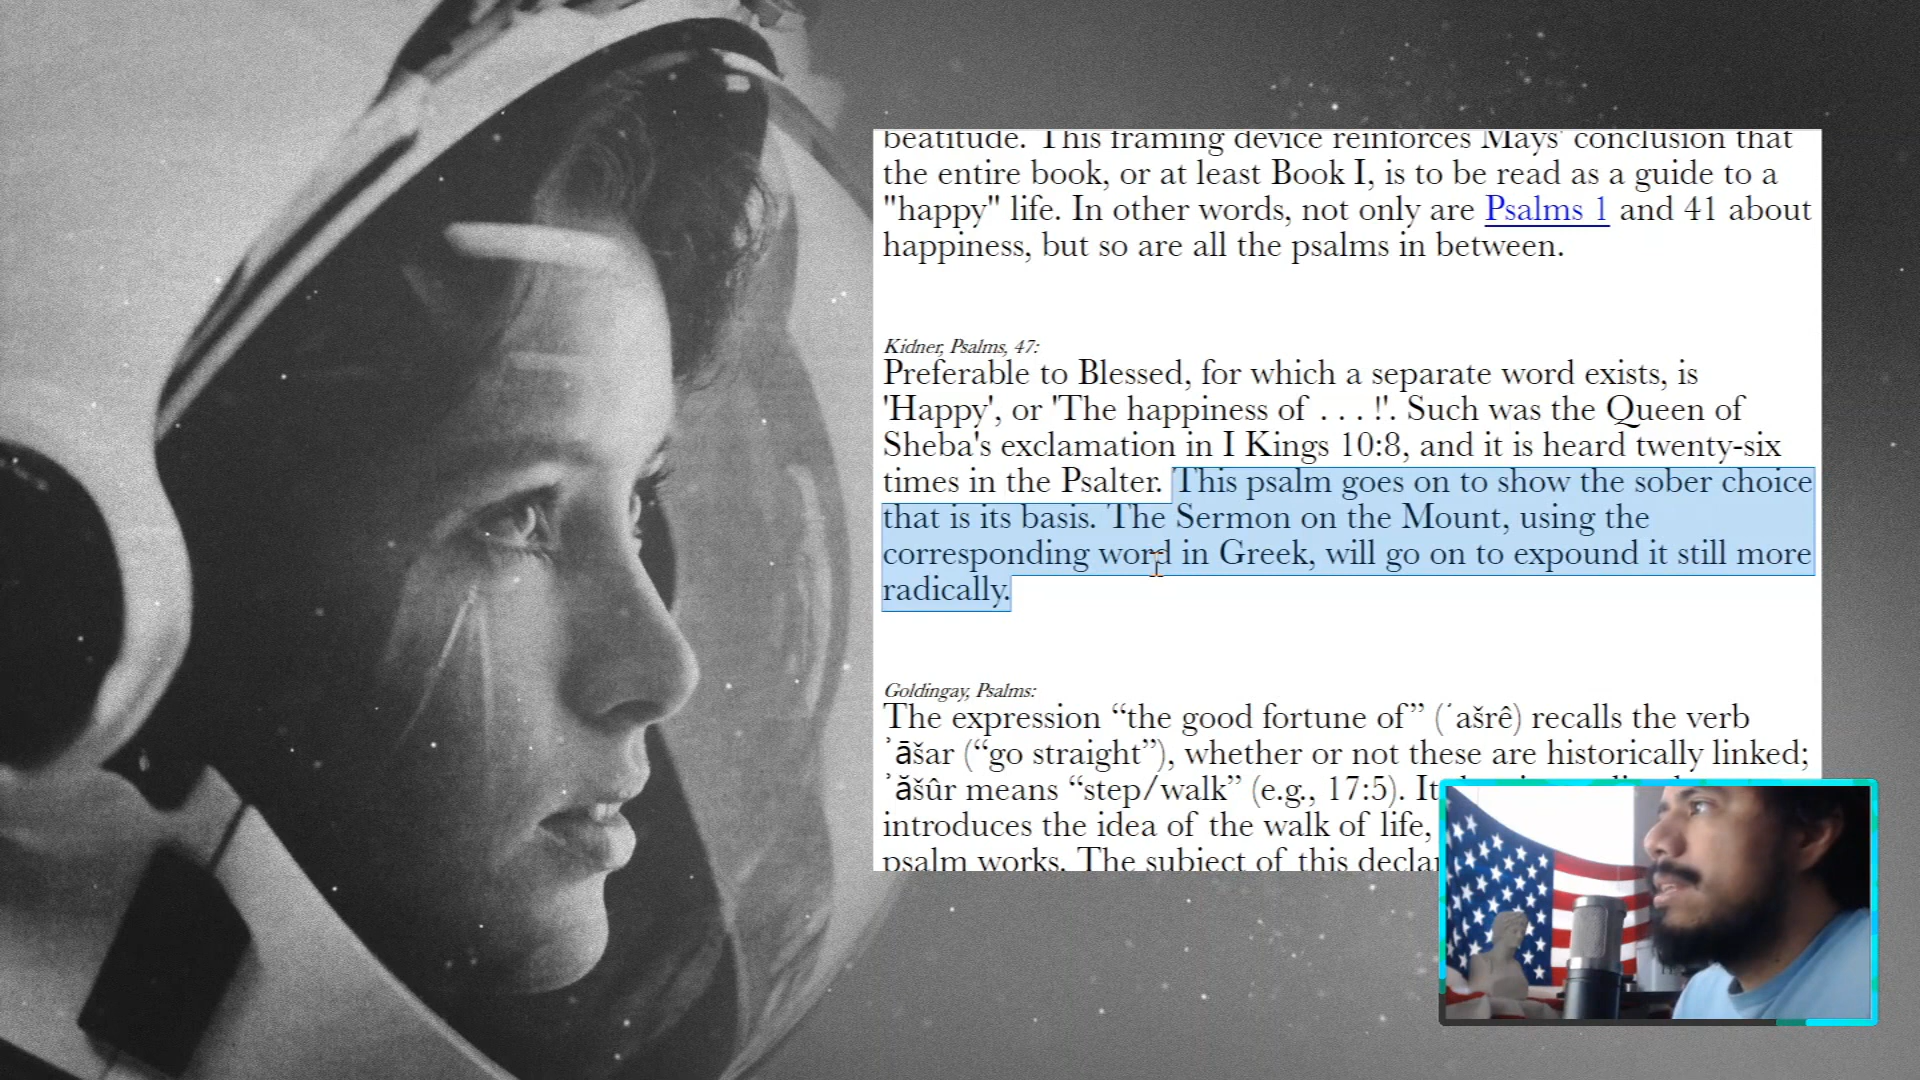 beatitude. This framing device reinforces Mays' conclusion that
the entire book, or at least Book I, is to be read as a guide to a
"happy" life. In other words, not only are Psalms 1 and 41 about
happiness, but so are all the psalms in between.
Kidner, Psalms, 47:
Preferable to Blessed, for which a separate word exists, is
'Happy', or 'The happiness of . . . !'. Such was the Queen of
Sheba's exclamation in I Kings 10:8, and it is heard twenty-six
times in the Psalter. This psalm goes on to show the sober choice
that is its basis. The Sermon on the Mount, using the
corresponding word in Greek, will go on to expound it still more
radically.
Goldingay, Psalms:
The expression “the good fortune of” (ʾašrê) recalls the verb
ʾāšar (“go straight”), whether or not these are historically linked;
ʾăšûr means “step/walk” (e.g., 17:5). It
introduces the idea of the walk of life,
psalm works. The subject of this